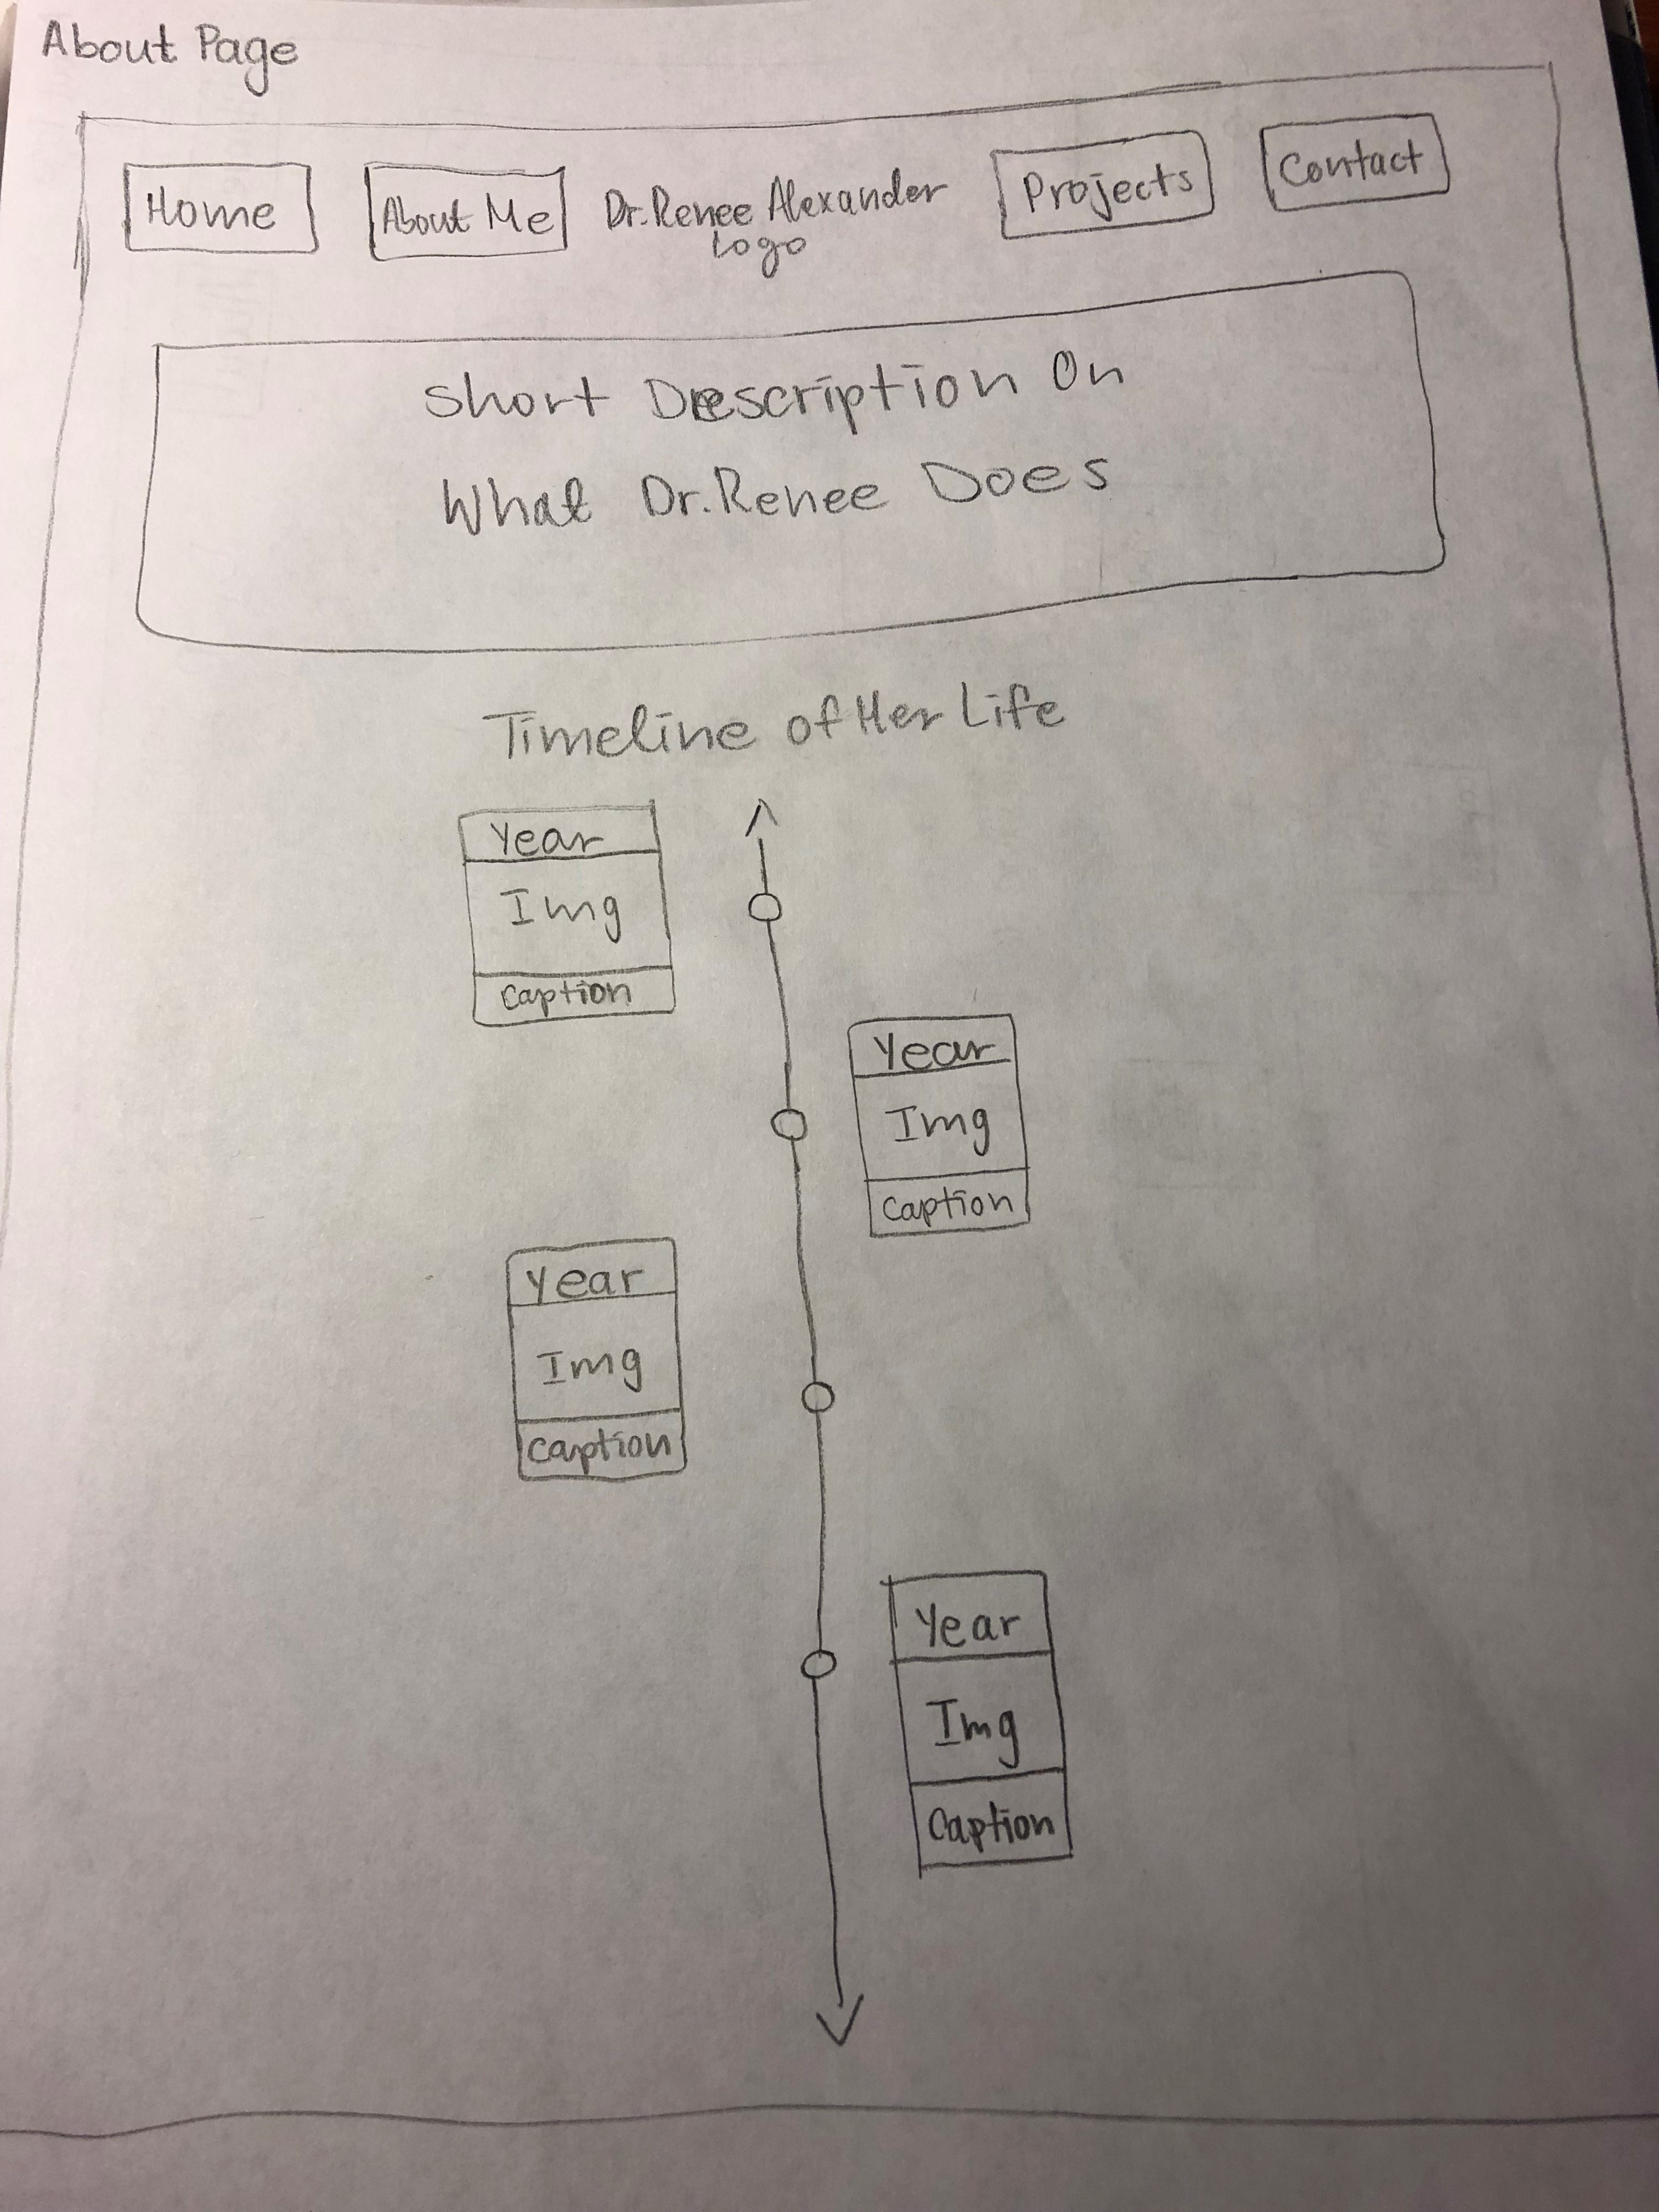 About Page
Home
About Me
Dr. Renee Alexander
Logo
Projects
Contact
Short Description On
What Dr. Renee Does
Timeline of Her Life
Year
Img
Caption
Year
Img
Caption
Year
Img
Caption
Year
Img
Caption